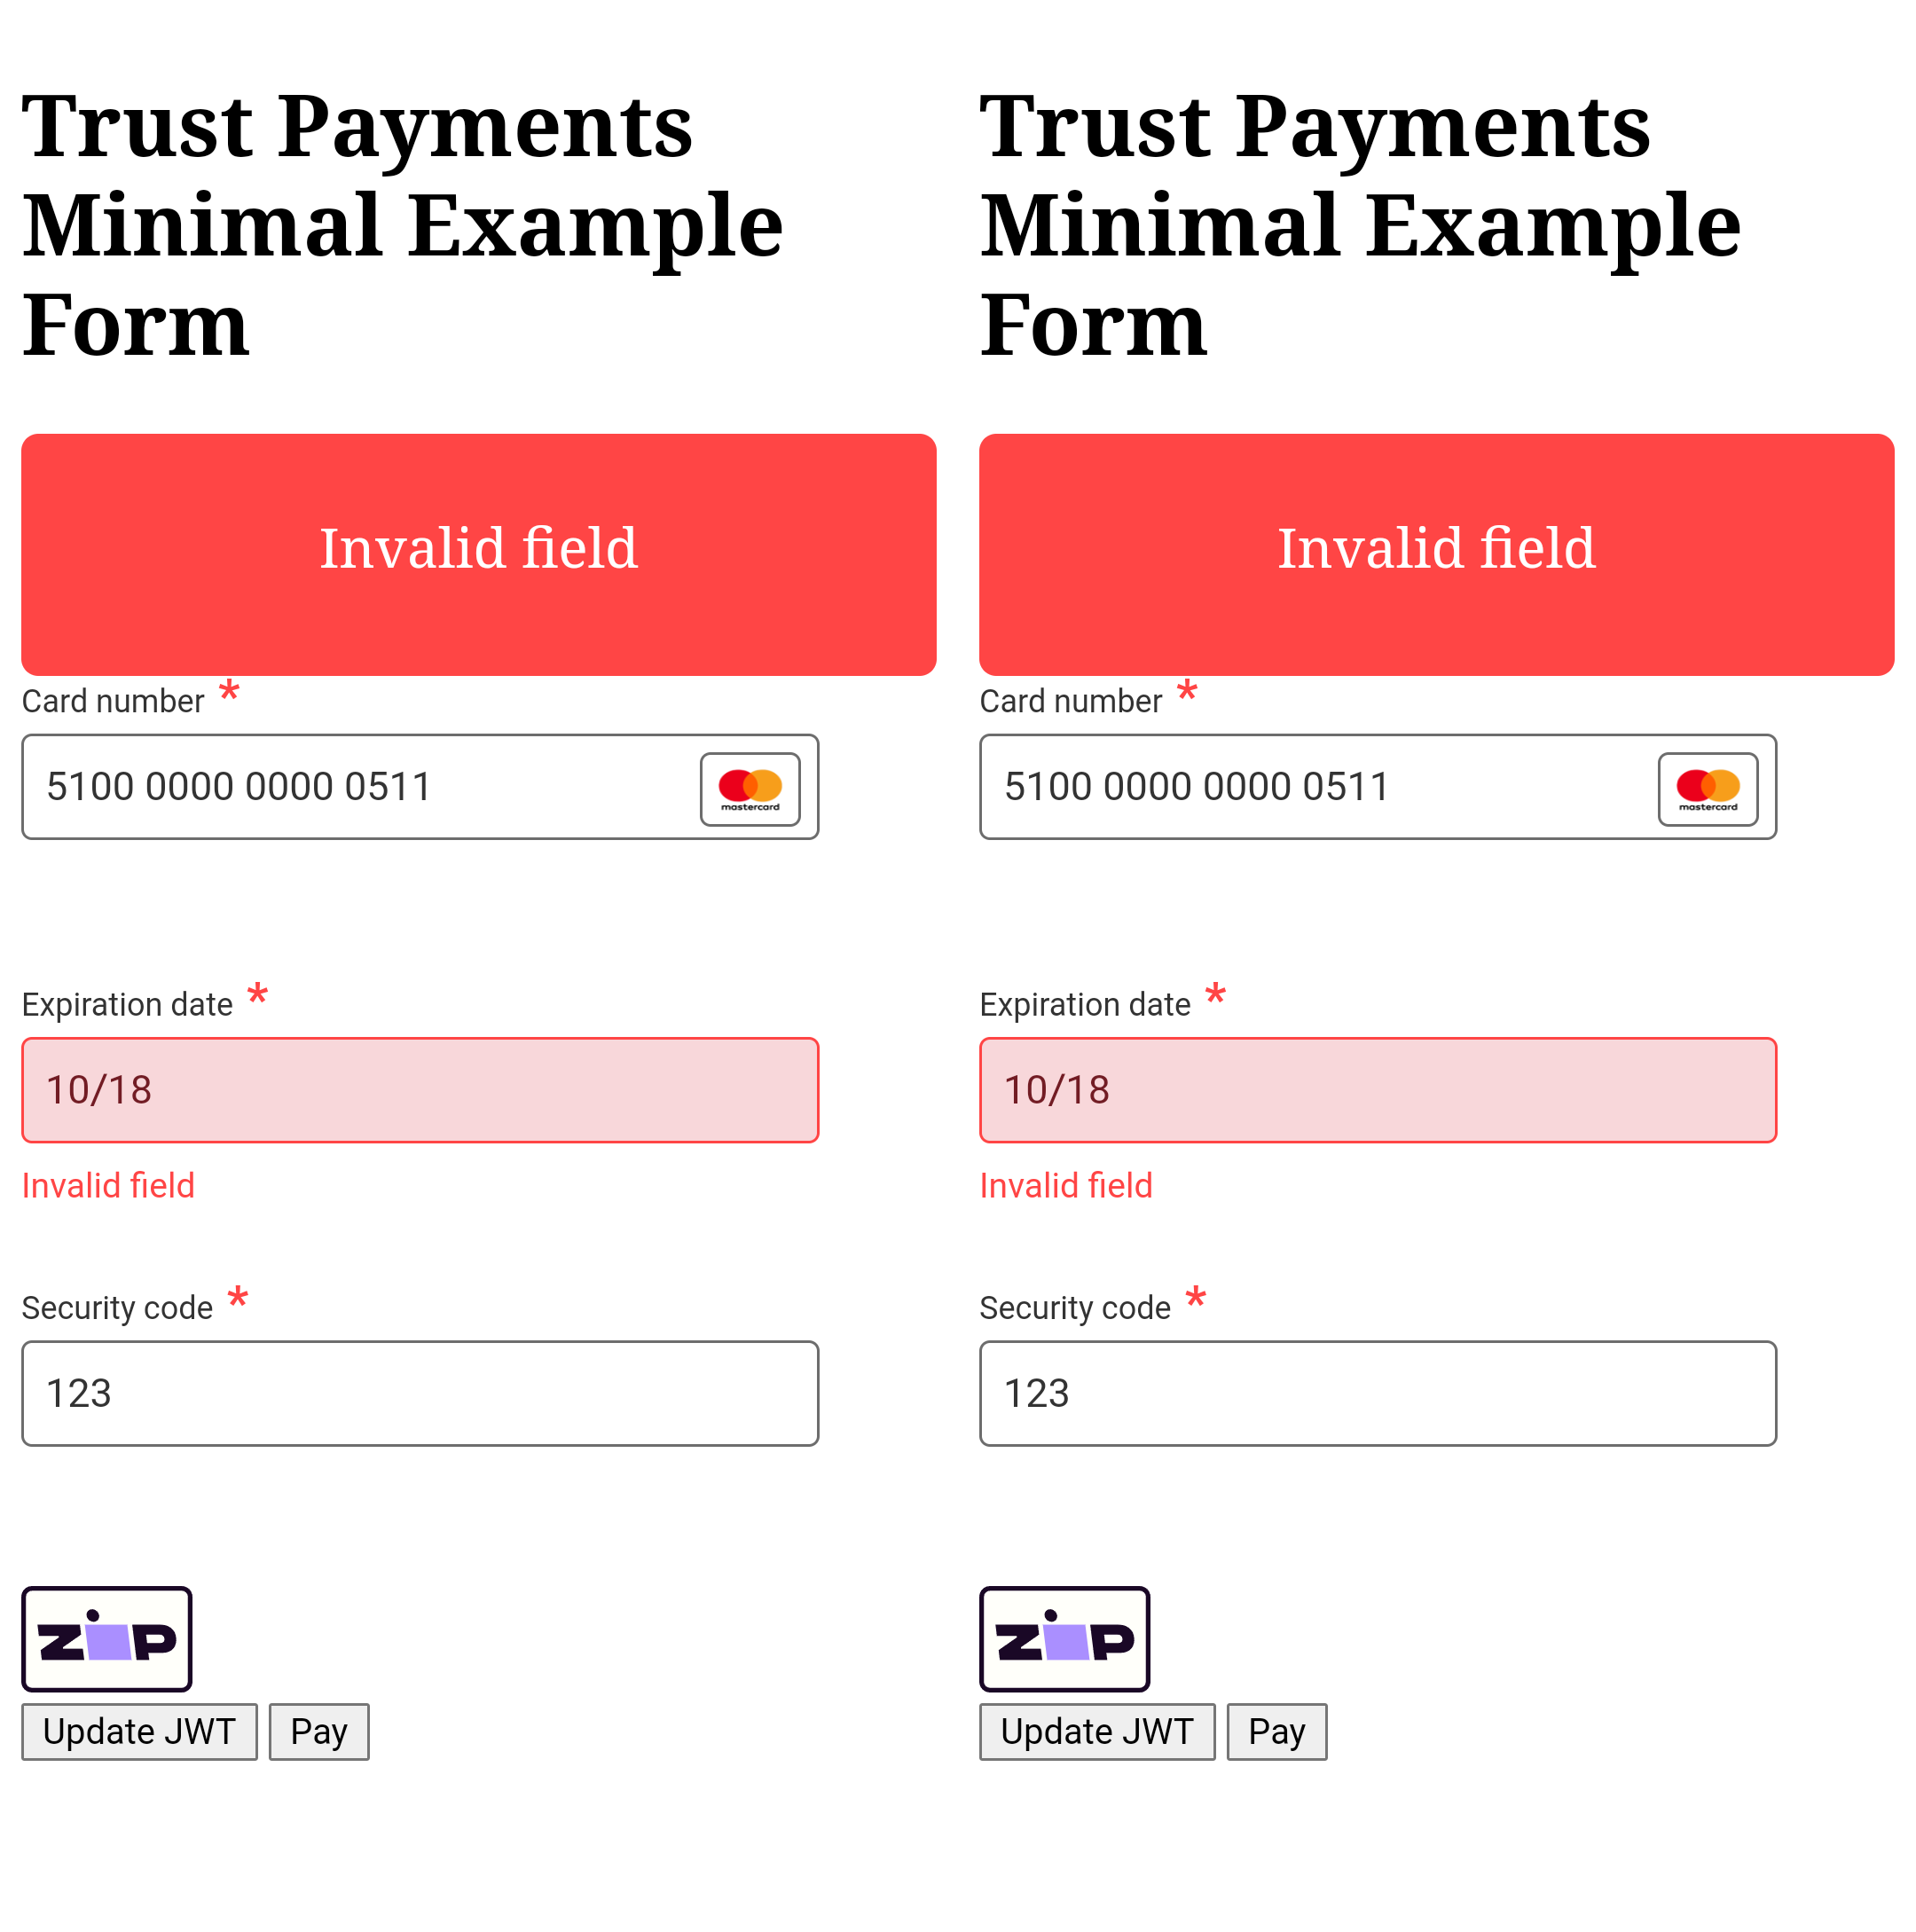 Trust Payments
Minimal Example
Form
Invalid field
Card number *
5100 0000 0000 0511
mastercard
Expiration date *
10/18
Invalid field
Security code *
123
zip
Update JWT
Pay
Trust Payments
Minimal Example
Form
Invalid field
Card number *
5100 0000 0000 0511
mastercard
Expiration date *
10/18
Invalid field
Security code *
123
zip
Update JWT
Pay